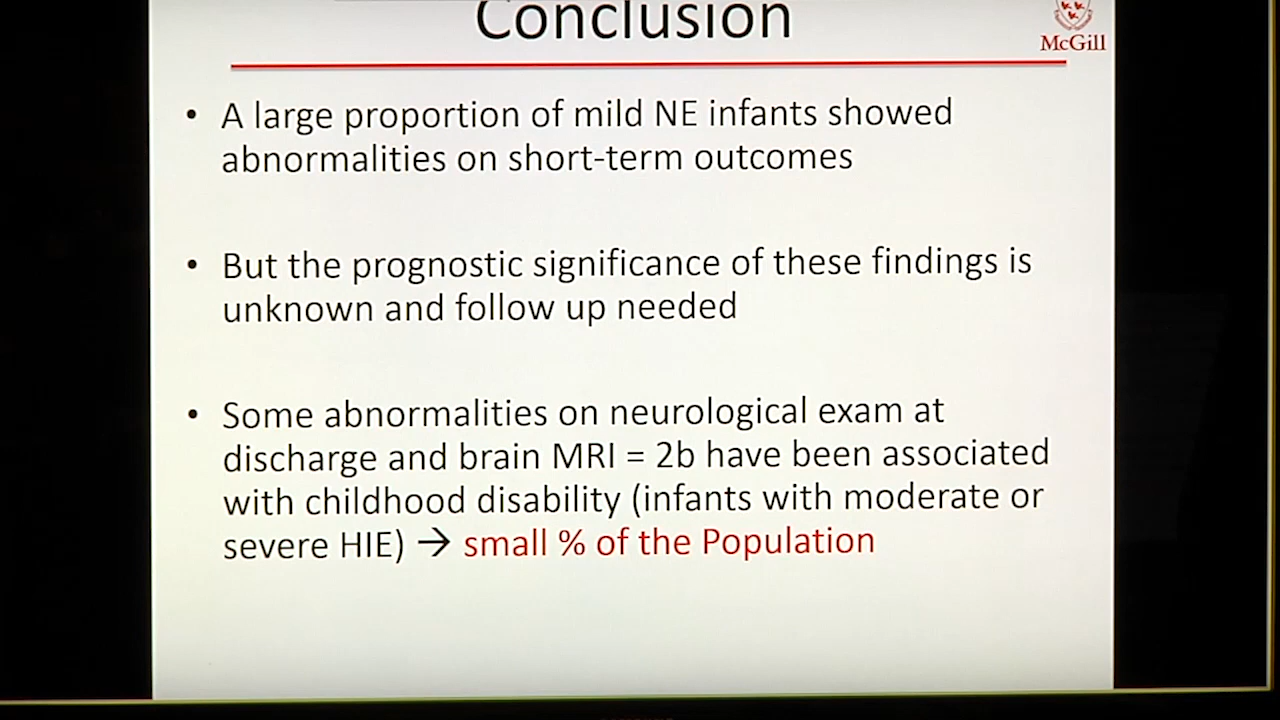 Conclusion
McGill
• A large proportion of mild NE infants showed
abnormalities on short-term outcomes
• But the prognostic significance of these findings is
unknown and follow up needed
• Some abnormalities on neurological exam at
discharge and brain MRI = 2b have been associated
with childhood disability (infants with moderate or
severe HIE) → small % of the Population